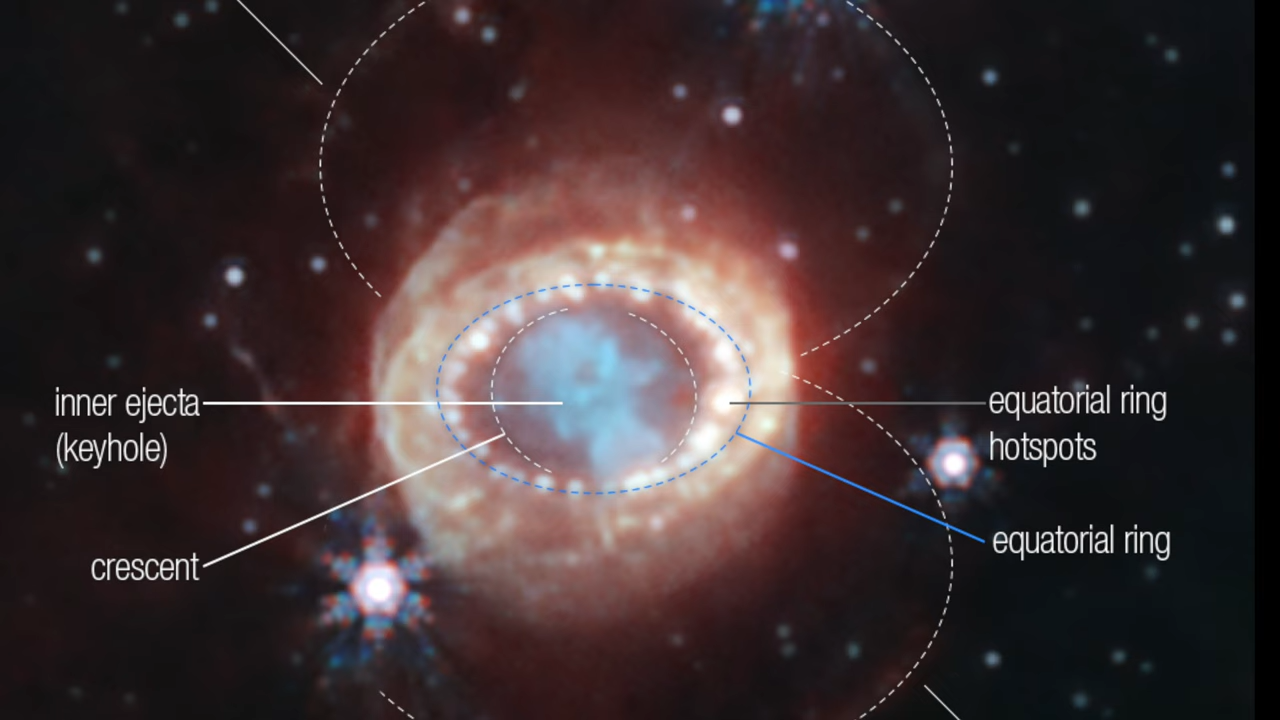 inner ejecta
(keyhole)
crescent
equatorial ring
hotspots
equatorial ring